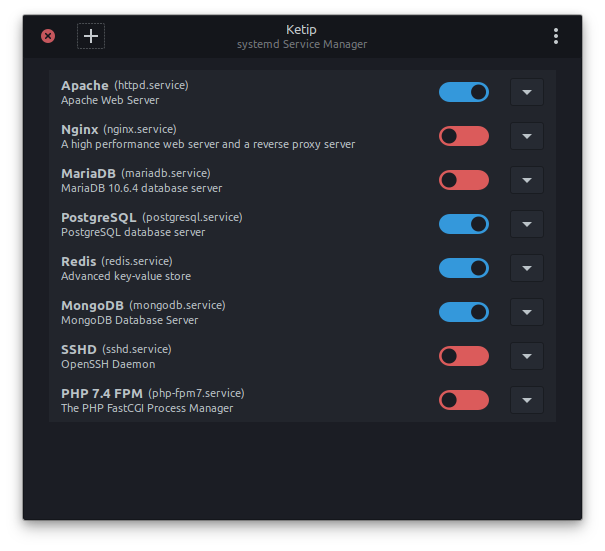 Ketip
systemd Service Manager
Apache (httpd.service)
Apache Web Server
Nginx (nginx.service)
A high performance web server and a reverse proxy server
MariaDB (mariadb.service)
MariaDB 10.6.4 database server
PostgreSQL (postgresql.service)
PostgreSQL database server
Redis (redis.service)
Advanced key-value store
MongoDB (mongodb.service)
MongoDB Database Server
SSHD (sshd.service)
OpenSSH Daemon
PHP 7.4 FPM (php-fpm7.service)
The PHP FastCGI Process Manager